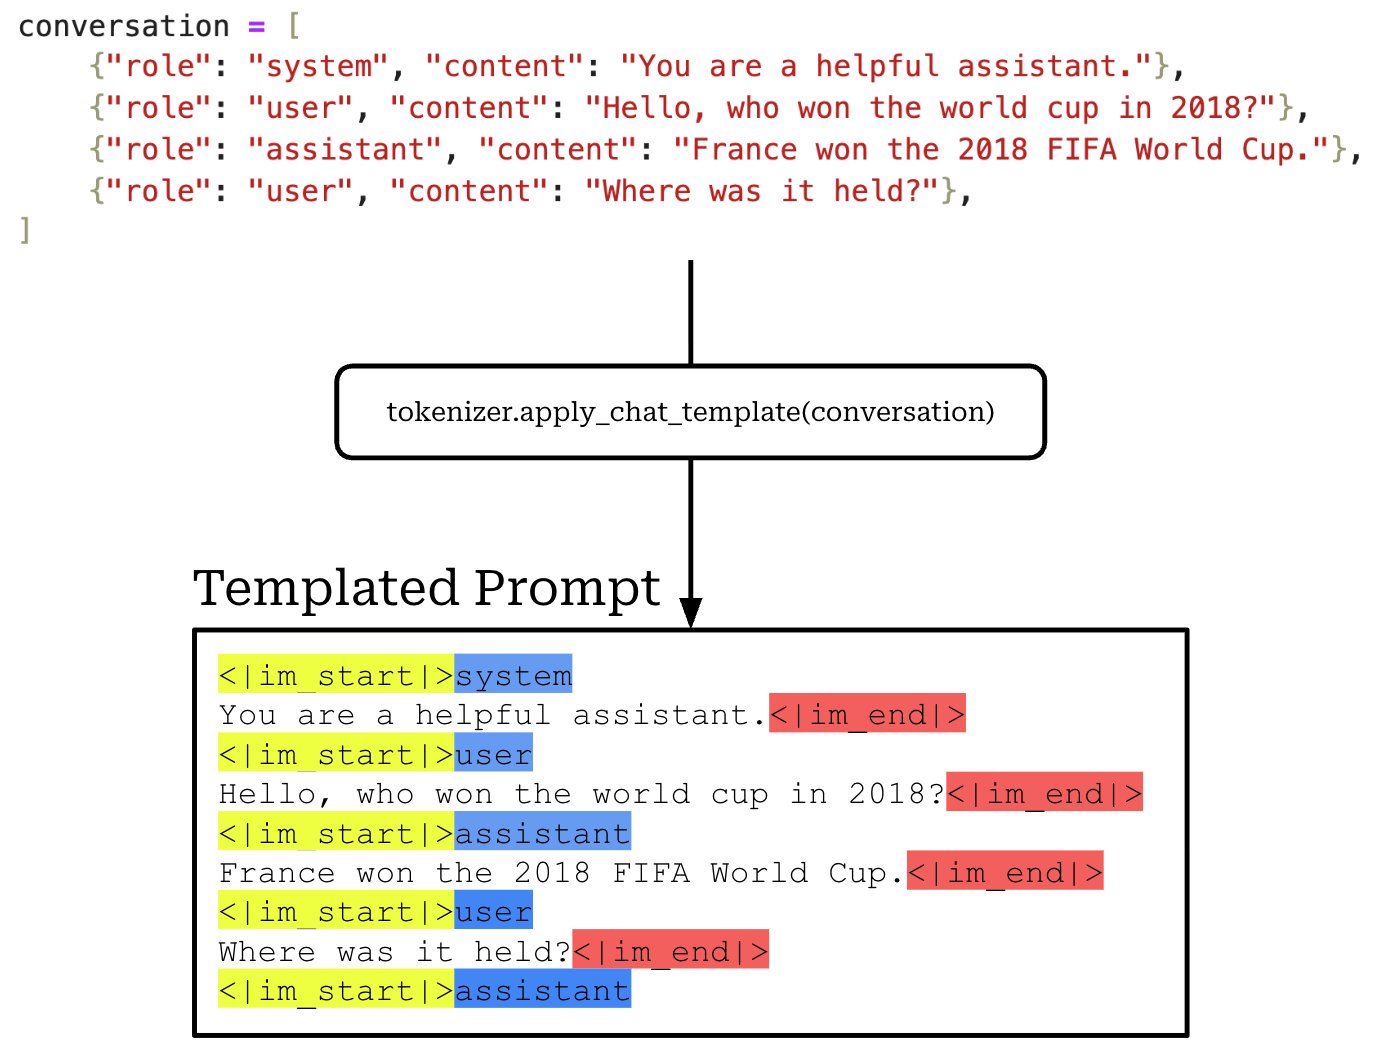 conversation = [
    {"role": "system", "content": "You are a helpful assistant."},
    {"role": "user", "content": "Hello, who won the world cup in 2018?"},
    {"role": "assistant", "content": "France won the 2018 FIFA World Cup."},
    {"role": "user", "content": "Where was it held?"},
]
tokenizer.apply_chat_template(conversation)
Templated Prompt
<|im_start|>system
You are a helpful assistant.<|im_end|>
<|im_start|>user
Hello, who won the world cup in 2018?<|im_end|>
<|im_start|>assistant
France won the 2018 FIFA World Cup.<|im_end|>
<|im_start|>user
Where was it held?<|im_end|>
<|im_start|>assistant